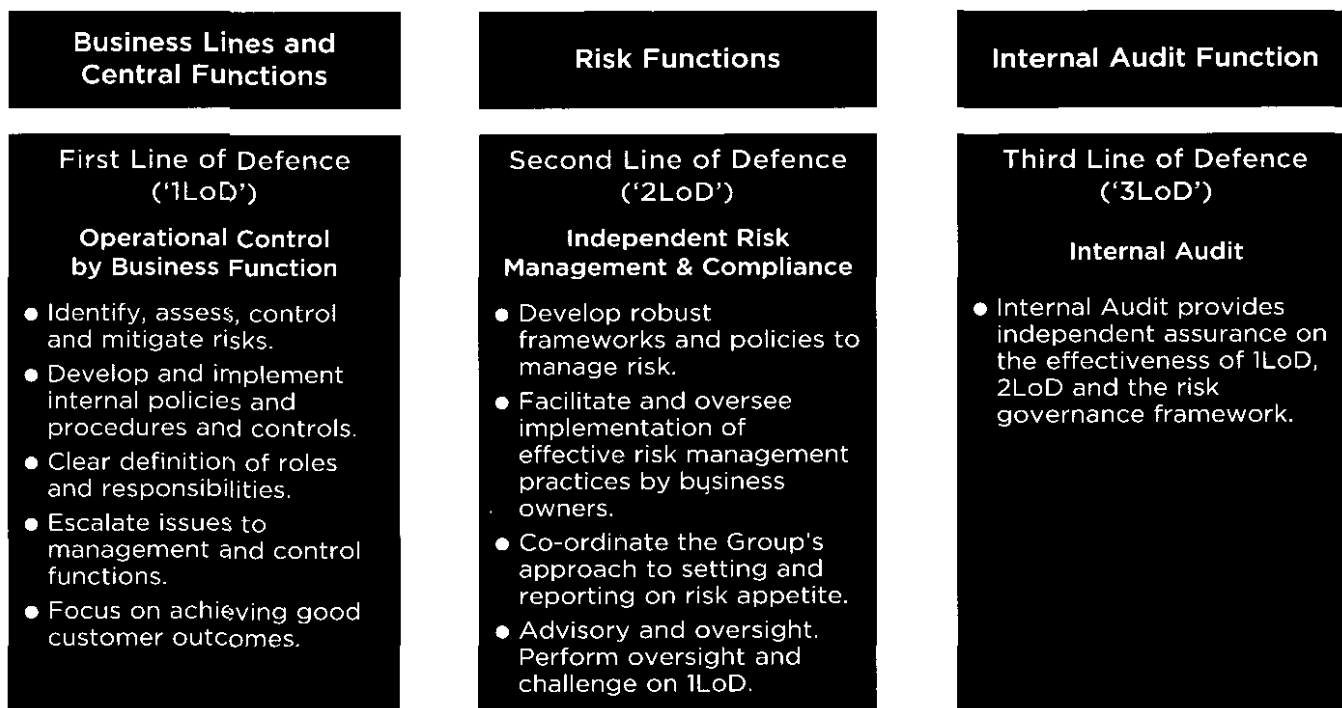 Business Lines and
Central Functions
Risk Functions
Internal Audit Function
First Line of Defence
(‘1LoD’)
Operational Control
by Business Function
● Identify, assess, control
and mitigate risks.
● Develop and implement
internal policies and
procedures and controls.
● Clear definition of roles
and responsibilities.
● Escalate issues to
management and control
functions.
● Focus on achieving good
customer outcomes.
Second Line of Defence
(‘2LoD’)
Independent Risk
Management & Compliance
● Develop robust
frameworks and policies to
manage risk.
● Facilitate and oversee
implementation of
effective risk management
practices by business
owners.
● Co-ordinate the Group's
approach to setting and
reporting on risk appetite.
● Advisory and oversight.
Perform oversight and
challenge on 1LoD.
Third Line of Defence
(‘3LoD’)
Internal Audit
● Internal Audit provides
independent assurance on
the effectiveness of 1LoD,
2LoD and the risk
governance framework.